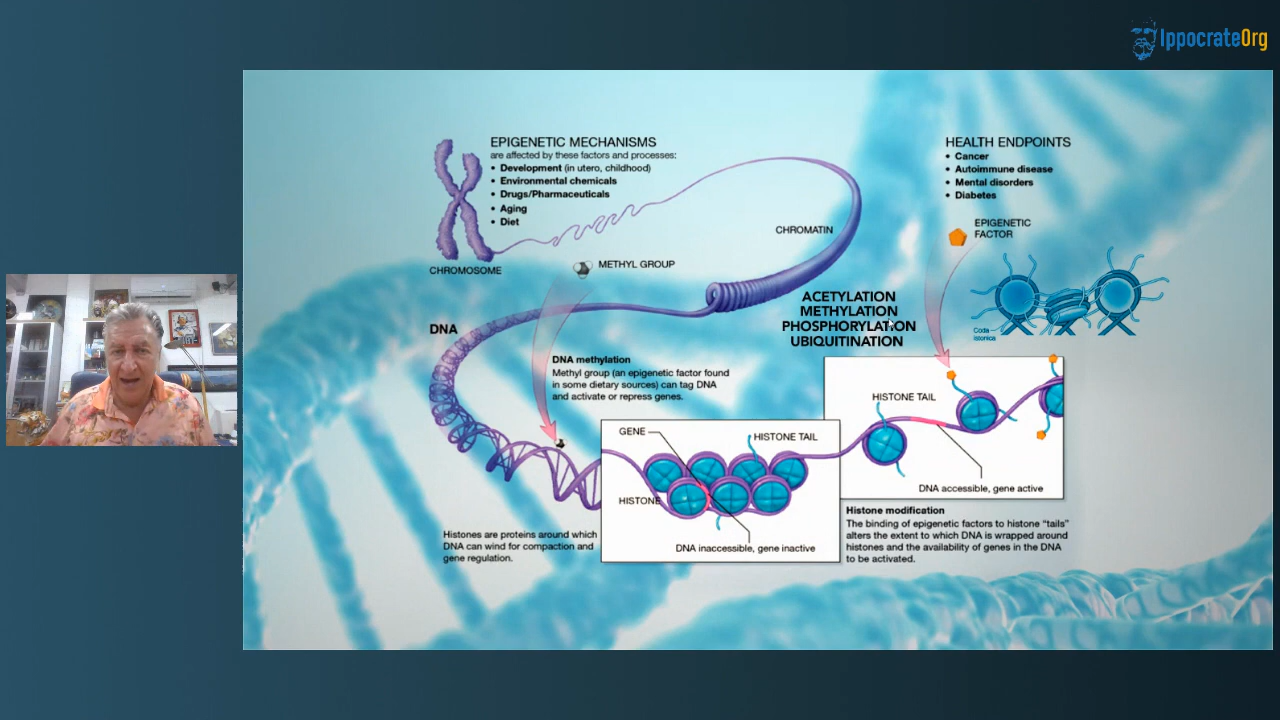 IppocrateOrg
EPIGENETIC MECHANISMS
are affected by these factors and processes:
• Development (in utero, childhood)
• Environmental chemicals
• Drugs/Pharmaceuticals
• Aging
• Diet
HEALTH ENDPOINTS
• Cancer
• Autoimmune disease
• Mental disorders
• Diabetes
EPIGENETIC
FACTOR
CHROMATIN
CHROMOSOME
METHYL GROUP
ACETYLATION
METHYLATION
PHOSPHORYLATION
UBIQUITINATION
Coda
istonica
DNA
DNA methylation
Methyl group (an epigenetic factor found
in some dietary sources) can tag DNA
and activate or repress genes.
HISTONE TAIL
DNA accessible, gene active
GENE
HISTONE TAIL
HISTONE
DNA inaccessible, gene inactive
Histones are proteins around which
DNA can wind for compaction and
gene regulation.
Histone modification
The binding of epigenetic factors to histone “tails”
alters the extent to which DNA is wrapped around
histones and the availability of genes in the DNA
to be activated.